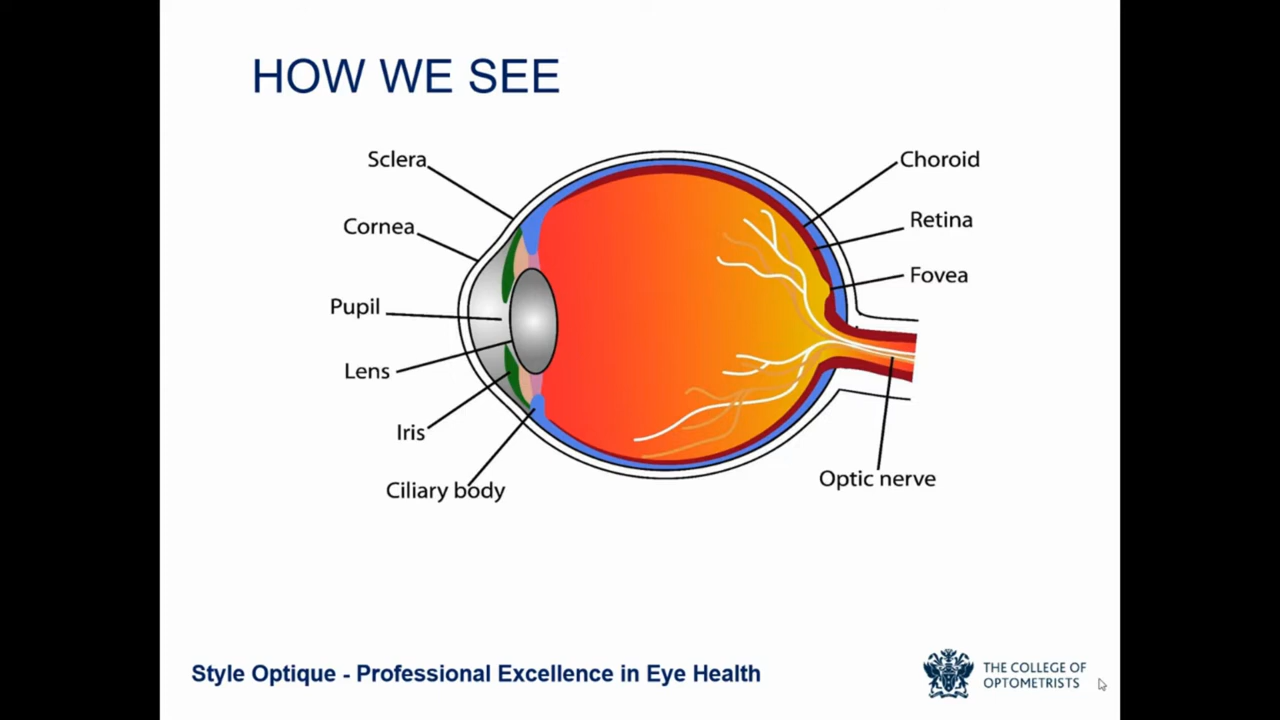 HOW WE SEE
Sclera
Choroid
Cornea
Retina
Fovea
Pupil
Lens
Iris
Ciliary body
Optic nerve
Style Optique - Professional Excellence in Eye Health
THE COLLEGE OF
OPTOMETRISTS